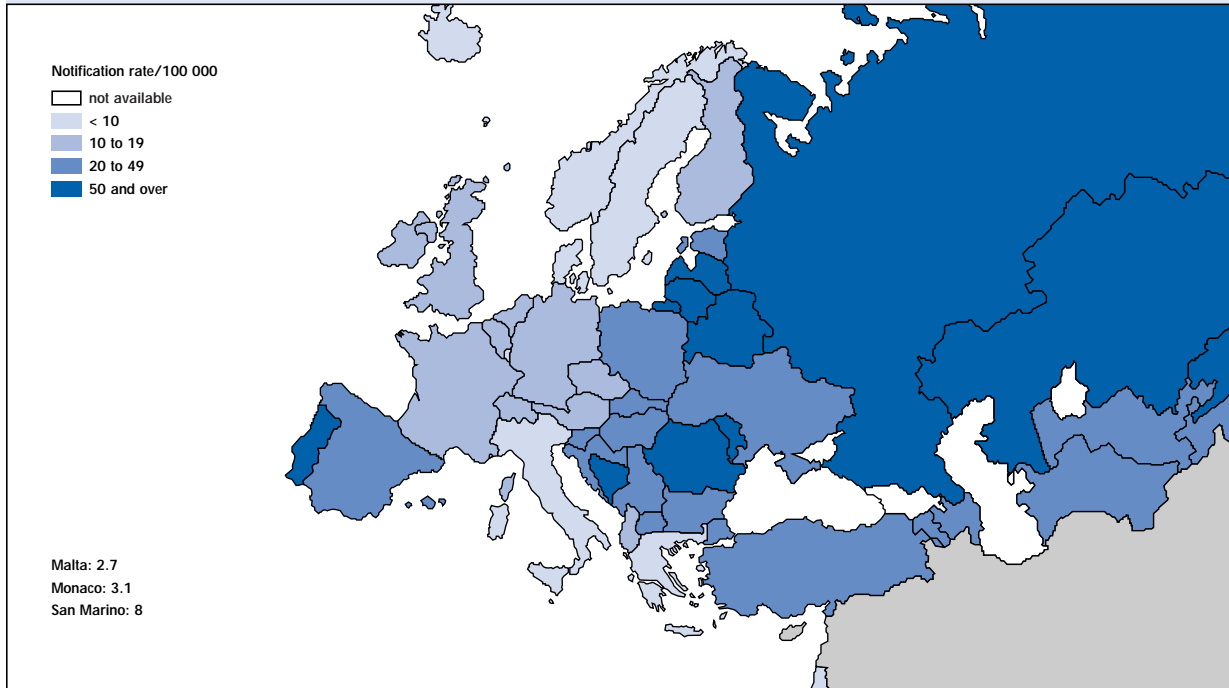 Notification rate/100 000
not available
< 10
10 to 19
20 to 49
50 and over
Malta: 2.7
Monaco: 3.1
San Marino: 8